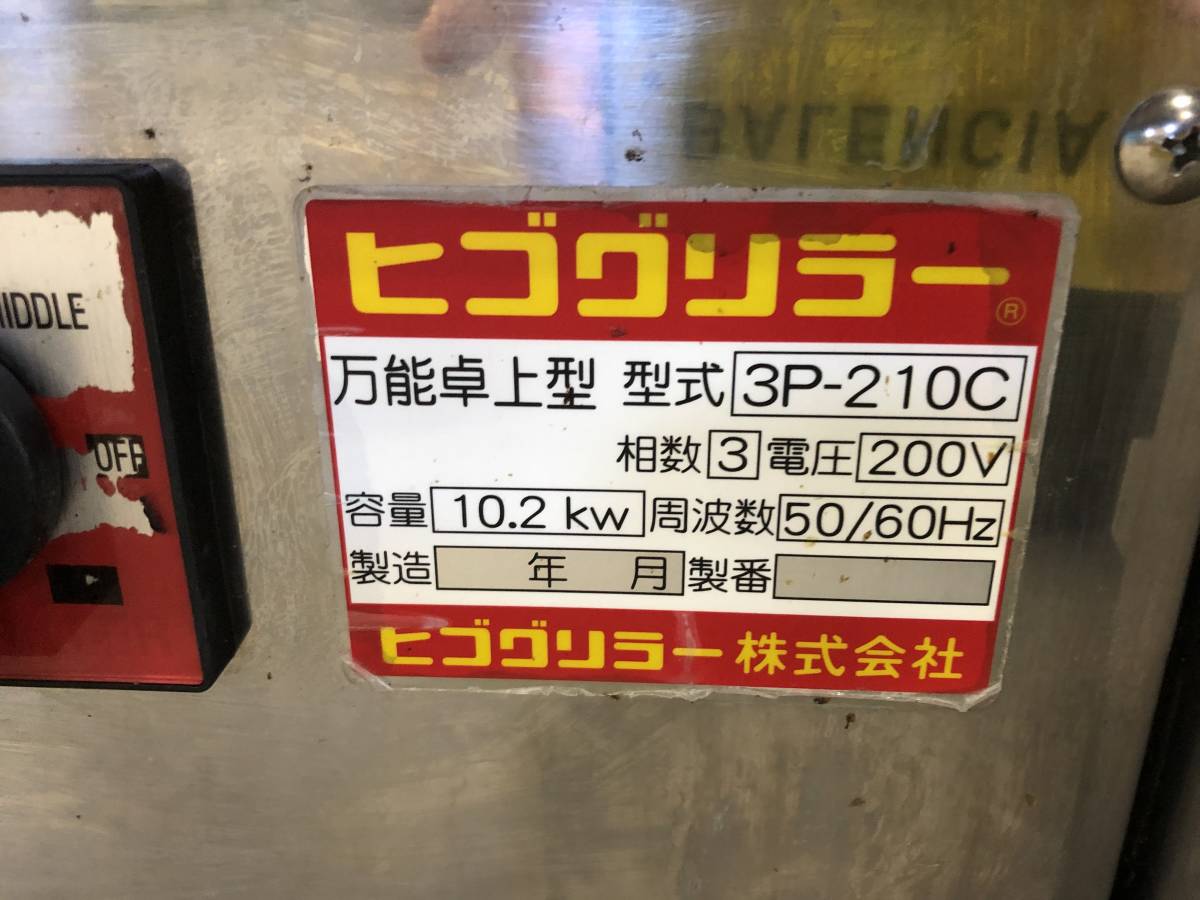 BALENCIA
MIDDLE
OFF
ヒゴグリラー®
万能卓上型 型式 3P-210C
相数 3 電圧 200V
容量 10.2 kw 周波数 50/60Hz
製造 年 月 製番
ヒゴグリラー株式会社